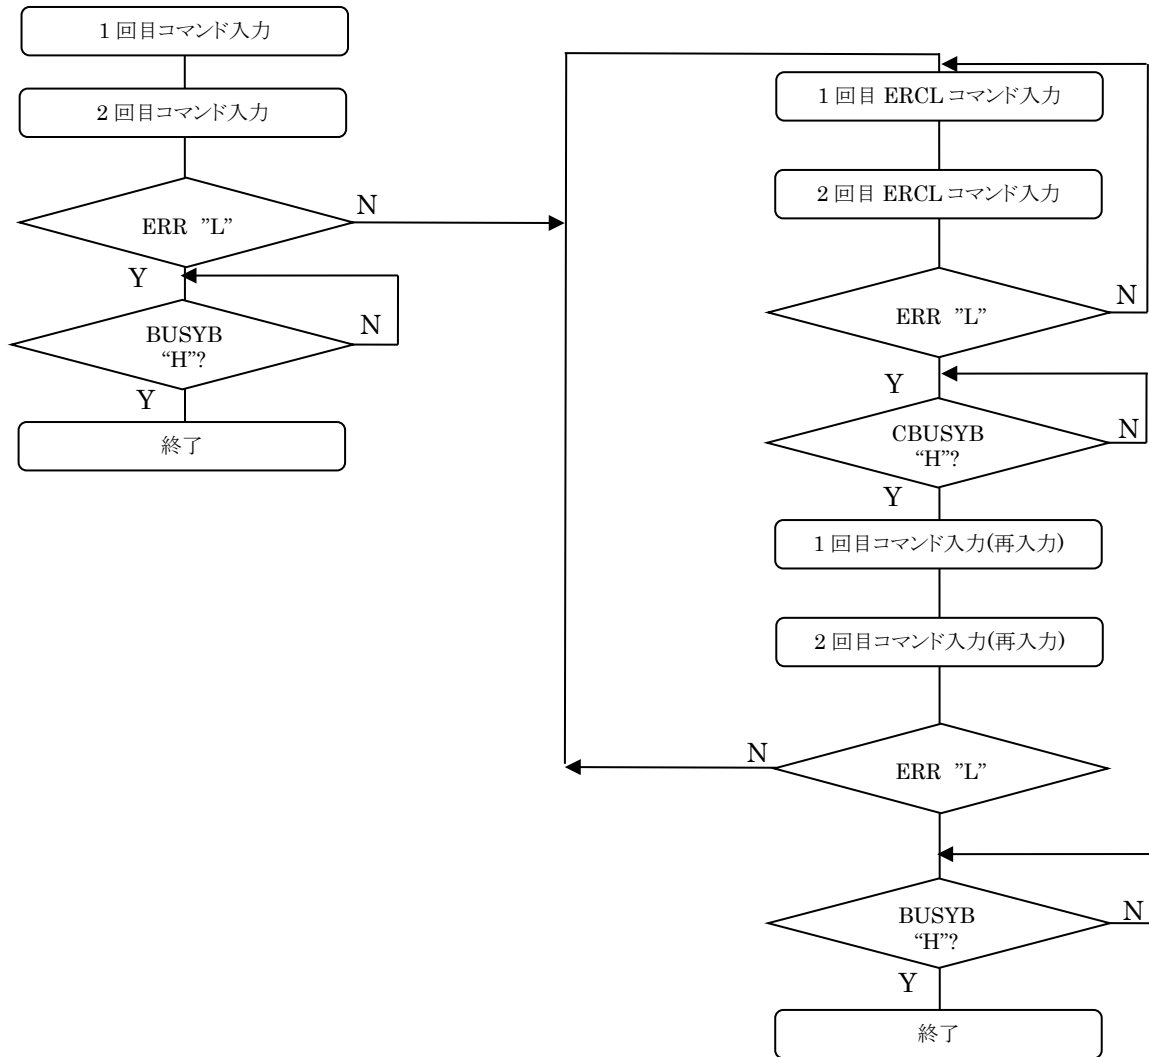 1 回目コマンド入力
2 回目コマンド入力
ERR ”L”
N
Y
BUSYB
“H”?
N
Y
終了
1 回目 ERCL コマンド入力
2 回目 ERCL コマンド入力
ERR ”L”
N
Y
CBUSYB
“H”?
N
Y
1 回目コマンド入力(再入力)
2 回目コマンド入力(再入力)
N
ERR ”L”
BUSYB
“H”?
N
Y
終了